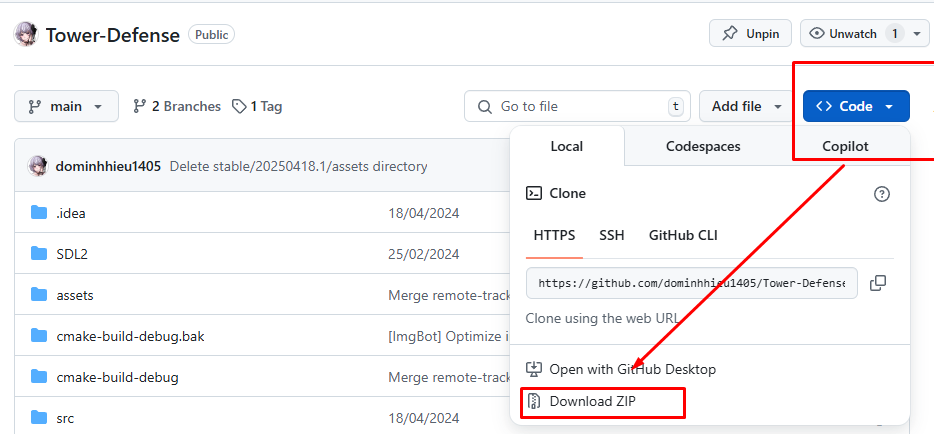 Tower-Defense Public Unpin Unwatch 1
main 2 Branches 1 Tag Go to file t Add file Code
dominhhieu1405 Delete stable/20250418.1/assets directory
.idea 18/04/2024
SDL2 25/02/2024
assets Merge remote-track
cmake-build-debug.bak [ImgBot] Optimize i
cmake-build-debug Merge remote-track
src 18/04/2024
Local Codespaces Copilot
Clone
HTTPS SSH GitHub CLI
https://github.com/dominhhieu1405/Tower-Defense
Clone using the web URL.
Open with GitHub Desktop
Download ZIP